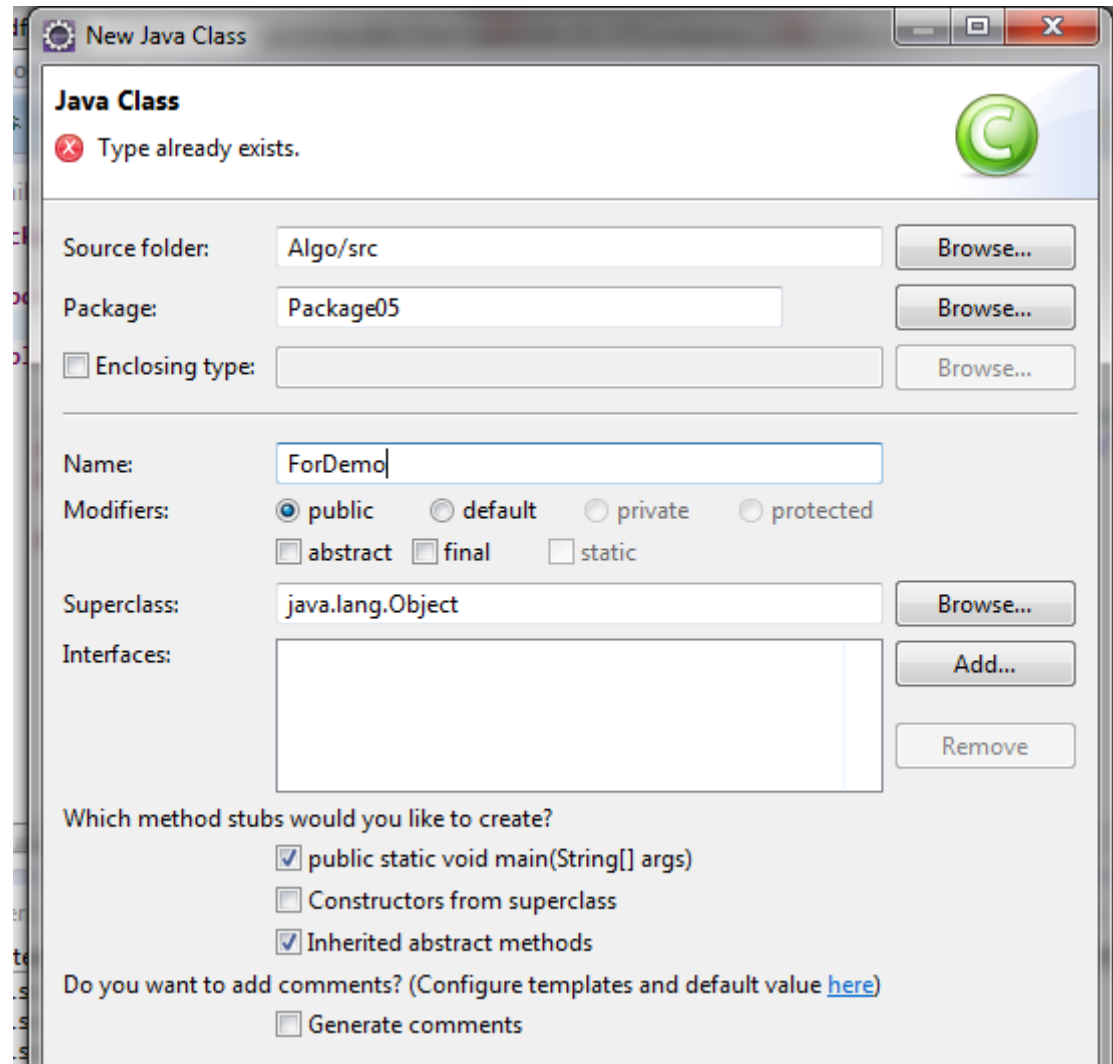 New Java Class
Java Class
Type already exists.
Source folder: Algo/src Browse...
Package: Package05 Browse...
Enclosing type: Browse...
Name: ForDemo
Modifiers: public default private protected
abstract final static
Superclass: java.lang.Object Browse...
Interfaces: Add...
Remove
Which method stubs would you like to create?
public static void main(String[] args)
Constructors from superclass
Inherited abstract methods
Do you want to add comments? (Configure templates and default value here)
Generate comments